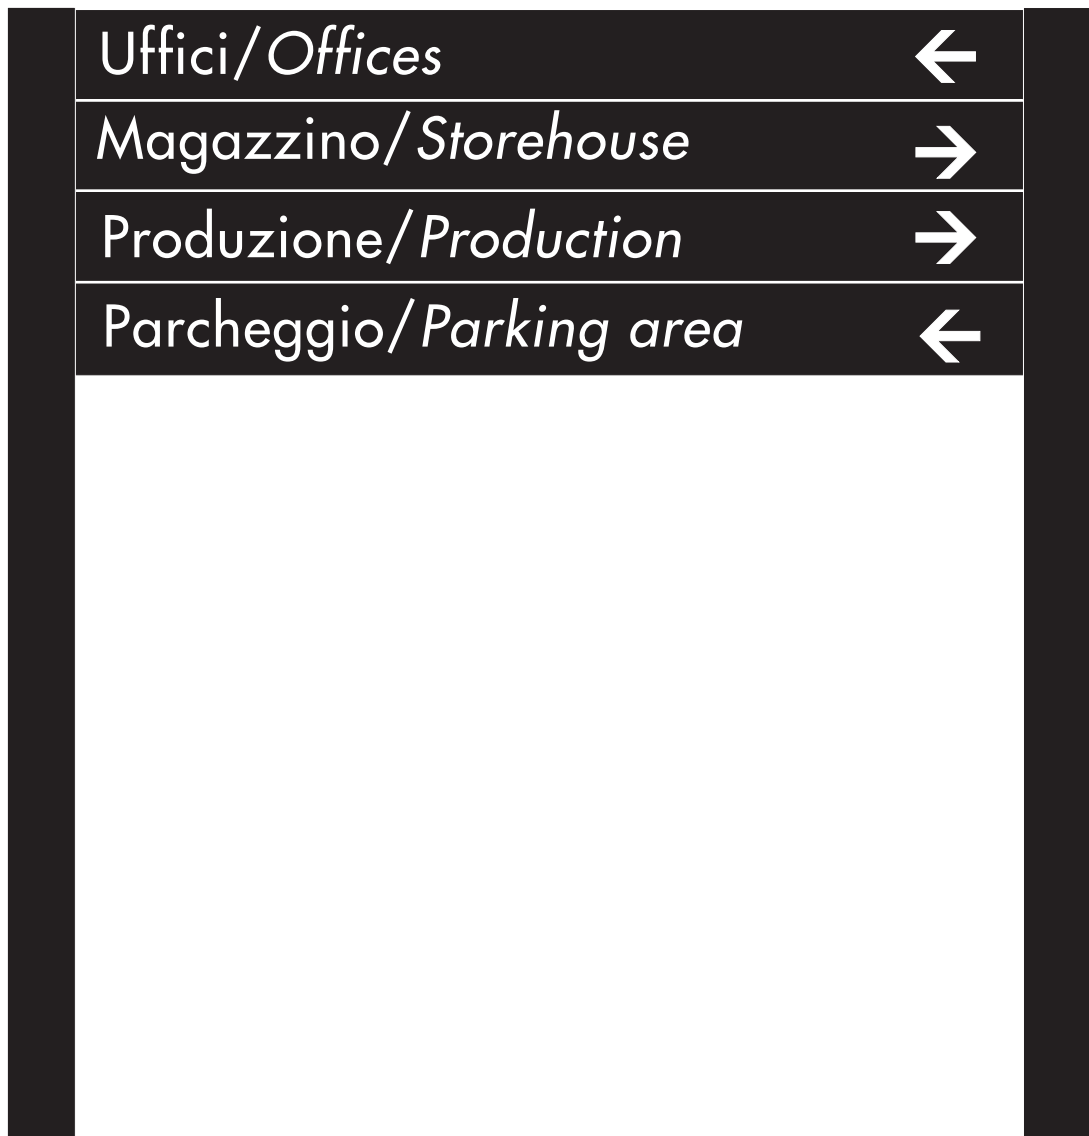 Uffici/Offices ←
Magazzino/Storehouse →
Produzione/Production →
Parcheggio/Parking area ←